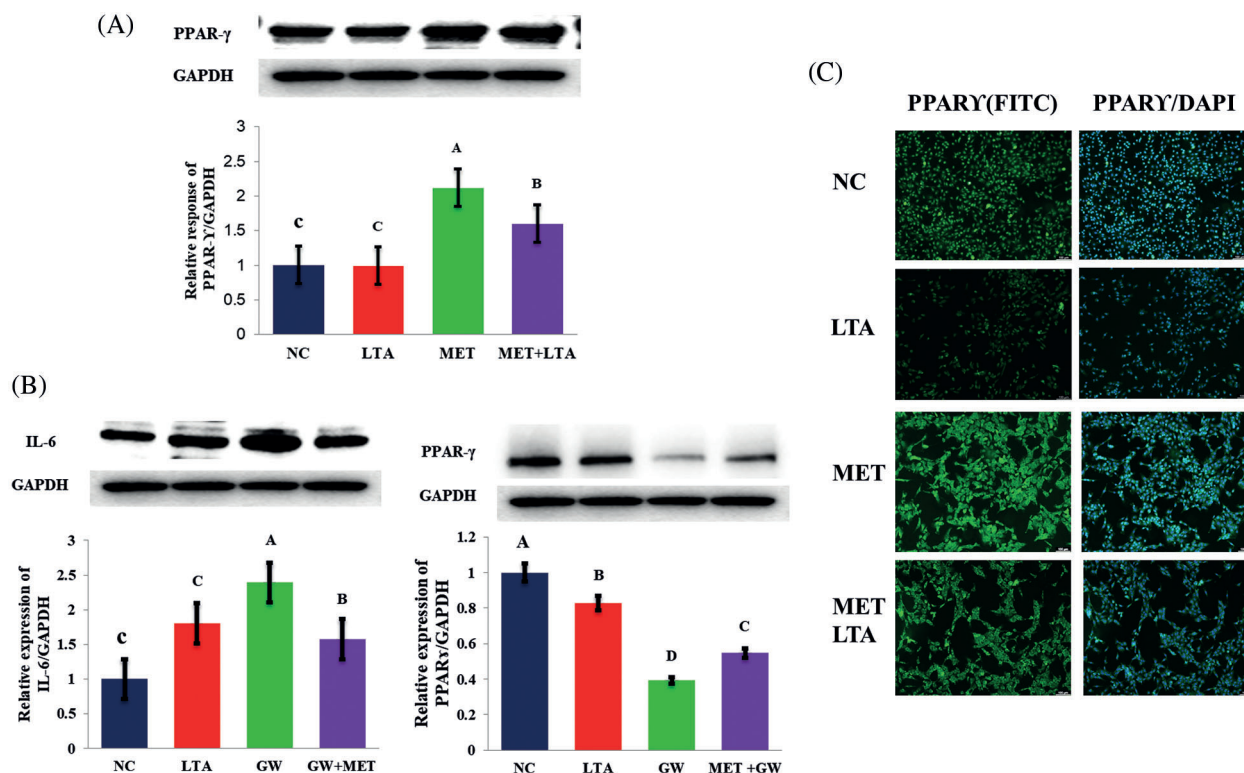 (A)
PPAR-γ
GAPDH
Relative response of
PPAR-ϒ/GAPDH
3
2.5
2
1.5
1
0.5
0
c
C
A
B
NC LTA MET MET+LTA
(B)
IL-6
GAPDH
Relative expression of
IL-6/GAPDH
3
2.5
2
1.5
1
0.5
0
c
C
A
B
NC LTA GW GW+MET
PPAR-γ
GAPDH
Relative expression of
PPARɤ/GAPDH
1.2
1
0.8
0.6
0.4
0.2
0
A
B
D
C
NC LTA GW MET +GW
(C)
PPARϒ(FITC) PPARϒ/DAPI
NC
LTA
MET
MET
LTA